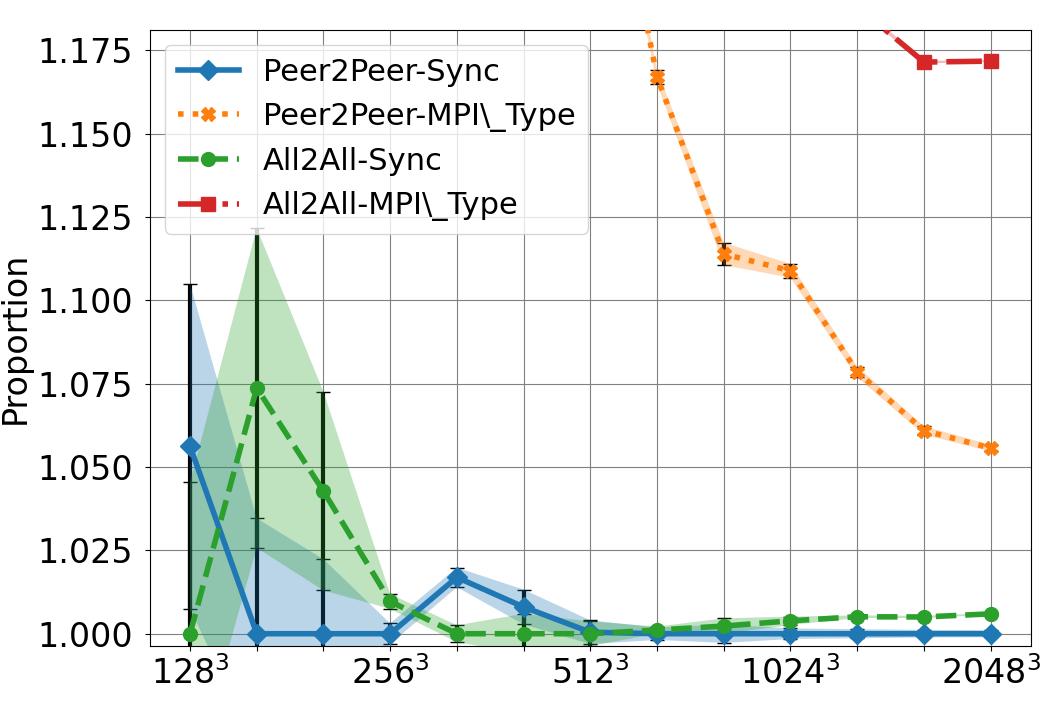 1.175
1.150
1.125
1.100
1.075
1.050
1.025
1.000
Proportion
Peer2Peer-Sync
Peer2Peer-MPI\_Type
All2All-Sync
All2All-MPI\_Type
128³
256³
512³
1024³
2048³